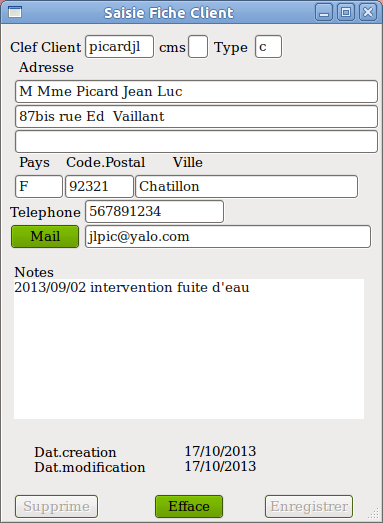 Saisie Fiche Client
Clef Client picardjl cms Type c
Adresse
M Mme Picard Jean Luc
87bis rue Ed  Vaillant
Pays Code.Postal Ville
F 92321 Chatillon
Telephone 567891234
Mail jlpic@yalo.com
Notes
2013/09/02 intervention fuite d'eau
Dat.creation 17/10/2013
Dat.modification 17/10/2013
Supprime Efface Enregistrer